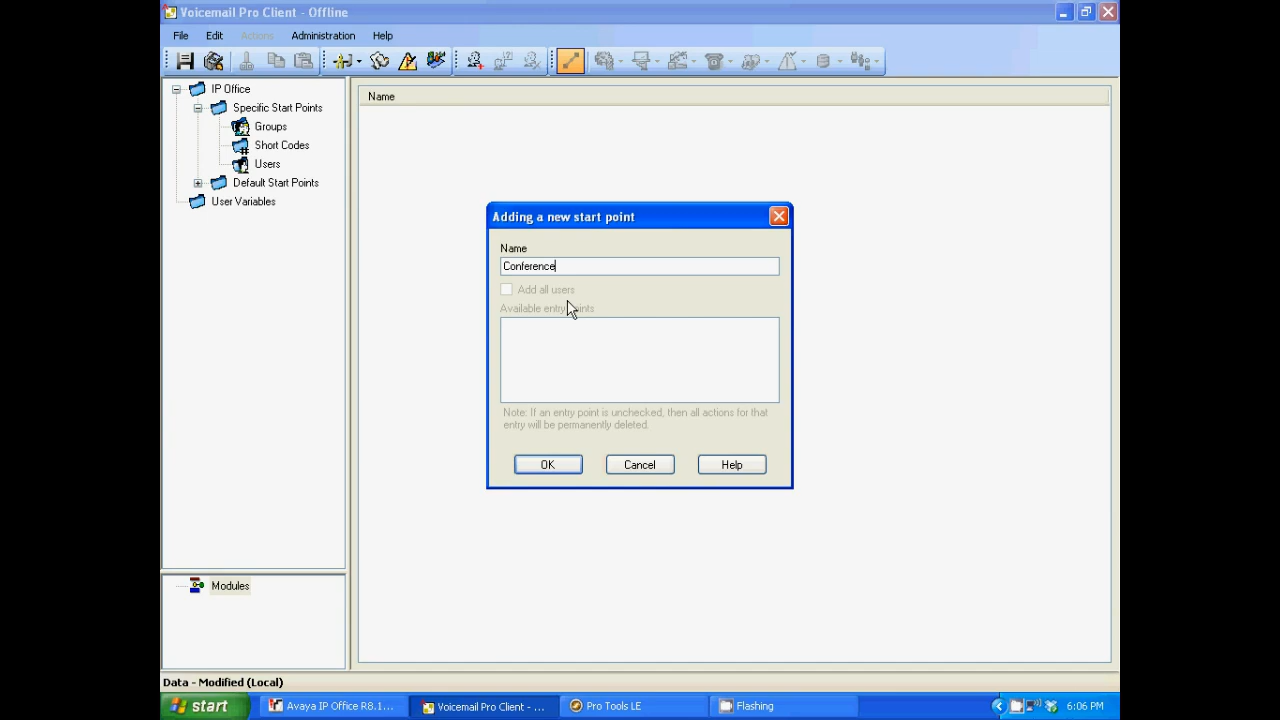 Voicemail Pro Client - Offline
File Edit Actions Administration Help
IP Office
Specific Start Points
Groups
Short Codes
Users
Default Start Points
User Variables
Name
Adding a new start point
Name
Conference
Add all users
Available entry points
Note: If an entry point is unchecked, then all actions for that
entry will be permanently deleted.
OK Cancel Help
Modules
Data - Modified (Local)
start Avaya IP Office R8.1... Voicemail Pro Client - ... Pro Tools LE Flashing 6:06 PM